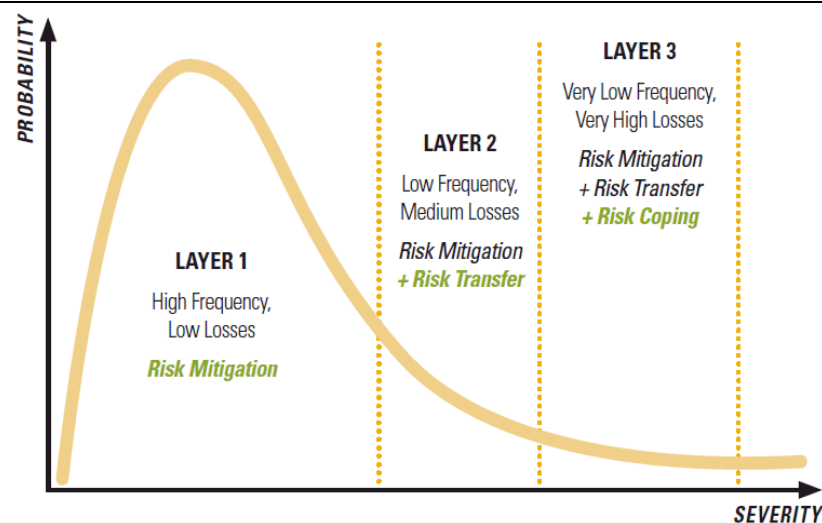 PROBABILITY
LAYER 1
High Frequency,
Low Losses
Risk Mitigation
LAYER 2
Low Frequency,
Medium Losses
Risk Mitigation
+ Risk Transfer
LAYER 3
Very Low Frequency,
Very High Losses
Risk Mitigation
+ Risk Transfer
+ Risk Coping
SEVERITY